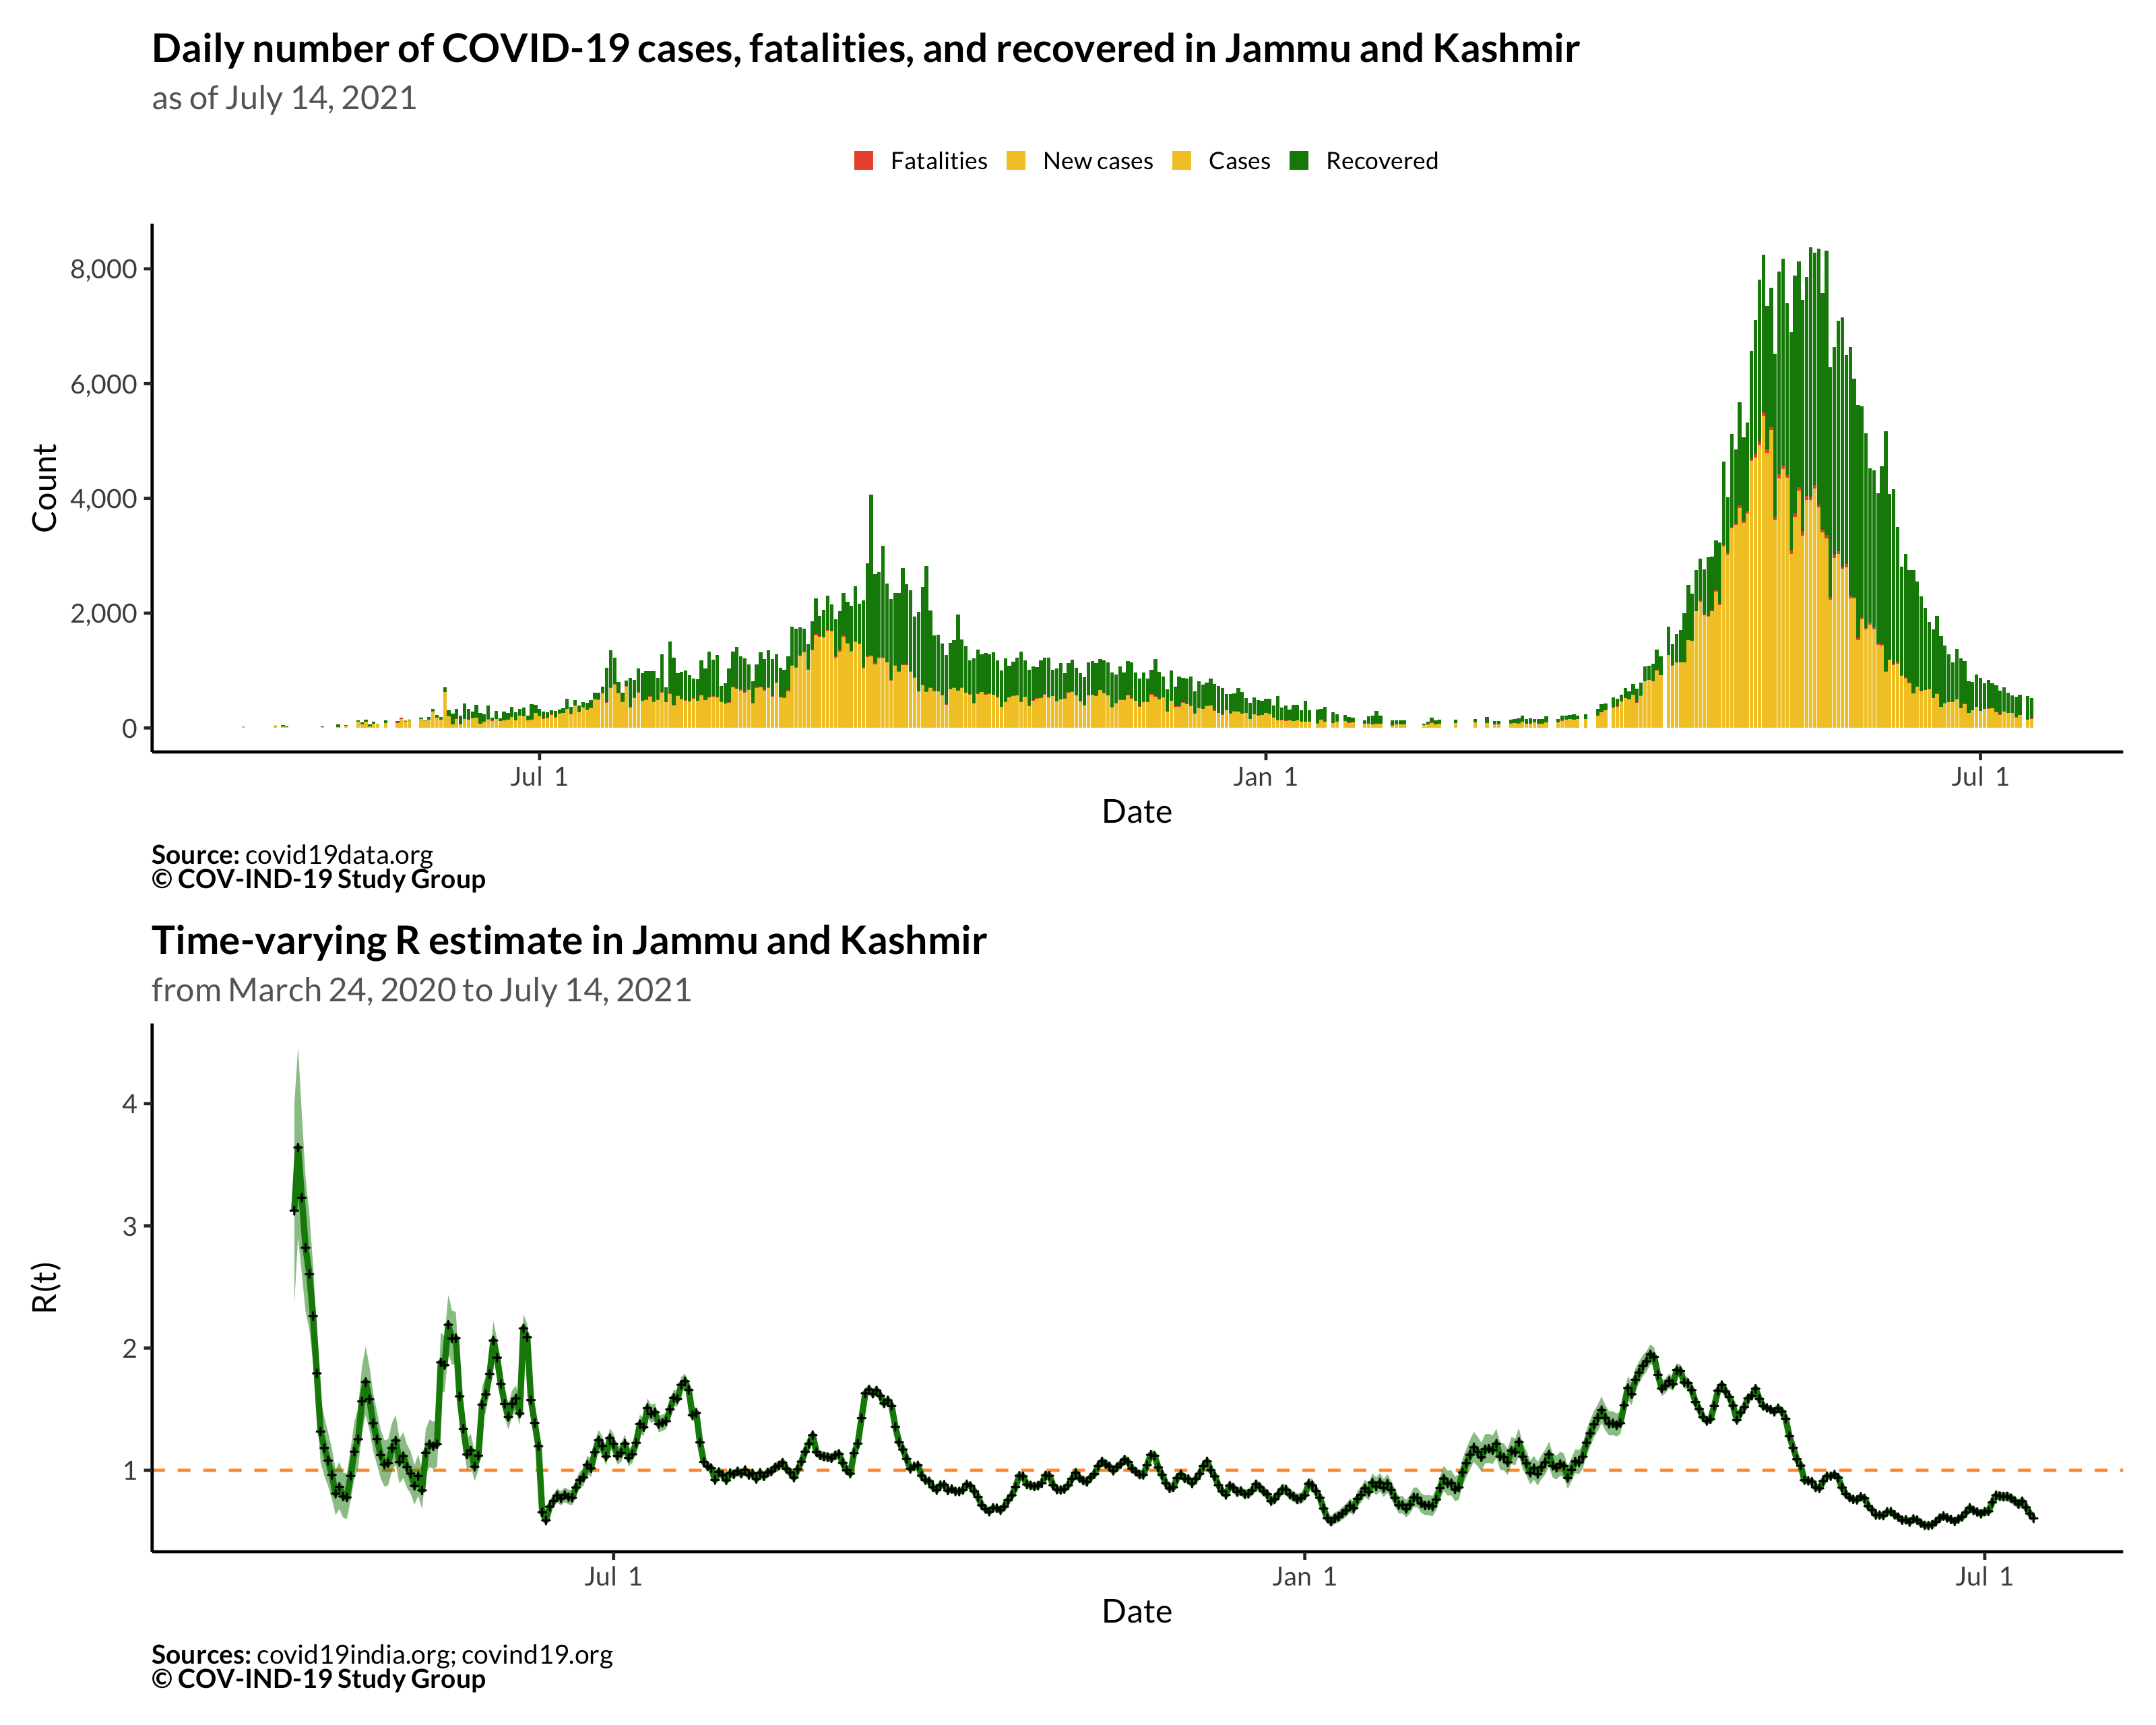 Daily number of COVID-19 cases, fatalities, and recovered in Jammu and Kashmir
as of July 14, 2021
Fatalities New cases Cases Recovered
Count
8,000
6,000
4,000
2,000
0
Jul 1 Jan 1 Jul 1
Date
Source: covid19data.org
© COV-IND-19 Study Group
Time-varying R estimate in Jammu and Kashmir
from March 24, 2020 to July 14, 2021
R(t)
4
3
2
1
Jul 1 Jan 1 Jul 1
Date
Sources: covid19india.org; covind19.org
© COV-IND-19 Study Group